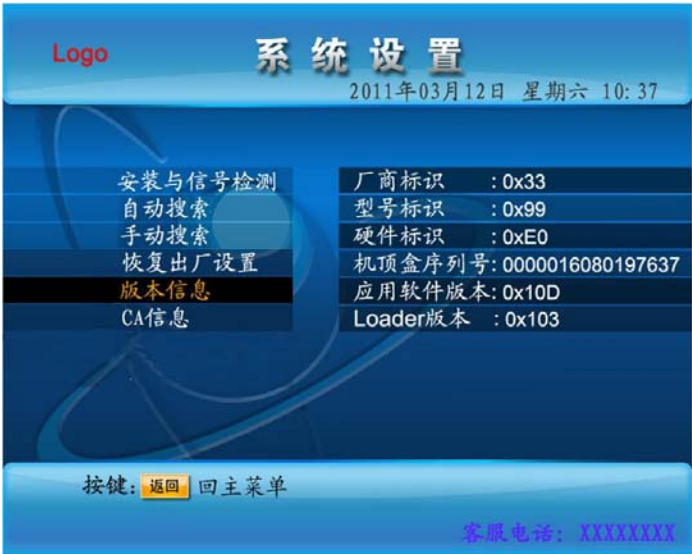 Logo
系统设置
2011年03月12日 星期六 10:37
安装与信号检测
自动搜索
手动搜索
恢复出厂设置
版本信息
CA信息
厂商标识 :0x33
型号标识 :0x99
硬件标识 :0xE0
机顶盒序列号:0000016080197637
应用软件版本:0x10D
Loader版本 :0x103
按键: 返回 回主菜单
客服电话: XXXXXXXX